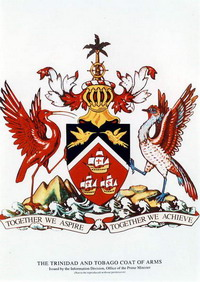 TOGETHER WE ASPIRE
TOGETHER WE ACHIEVE
THE TRINIDAD AND TOBAGO COAT OF ARMS
Issued by the Information Division, Office of the Prime Minister